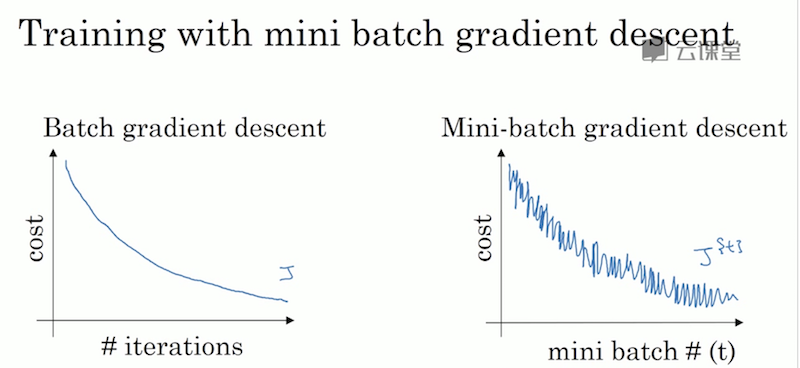 Training with mini batch gradient descent
云课堂
Batch gradient descent
cost
J
# iterations
Mini-batch gradient descent
cost
J^{t}
mini batch # (t)